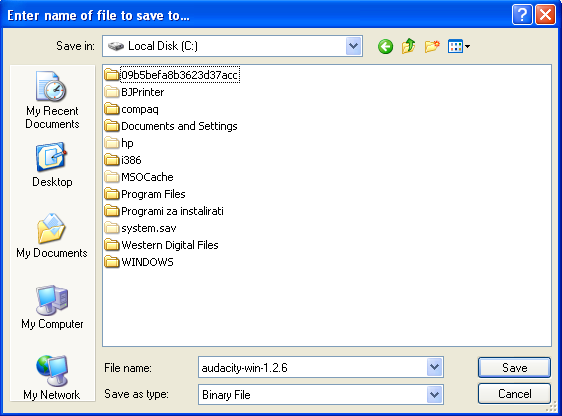 Enter name of file to save to...
Save in:
Local Disk (C:)
My Recent
Documents
Desktop
My Documents
My Computer
My Network
i09b5befa8b3623d37acc
BJPrinter
compaq
Documents and Settings
hp
i386
MSOCache
Program Files
Programi za instalirati
system.sav
Western Digital Files
WINDOWS
File name:
audacity-win-1.2.6
Save
Save as type:
Binary File
Cancel